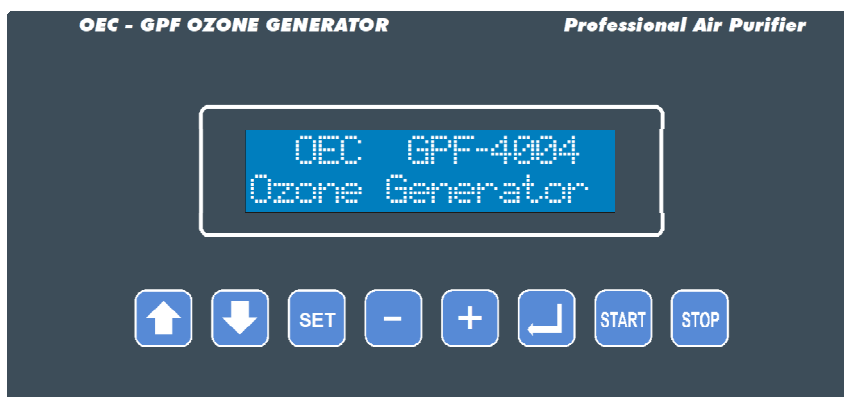 OEC - GPF OZONE GENERATOR
Professional Air Purifier
OEC GPF-4004
Ozone Generator
SET - + START STOP